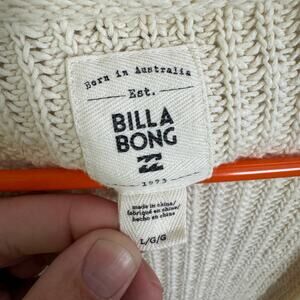 Born in Australia
Est.
BILLA
BONG
1973
made in china/
fabriqué en chine/
hecho en china
L/G/G